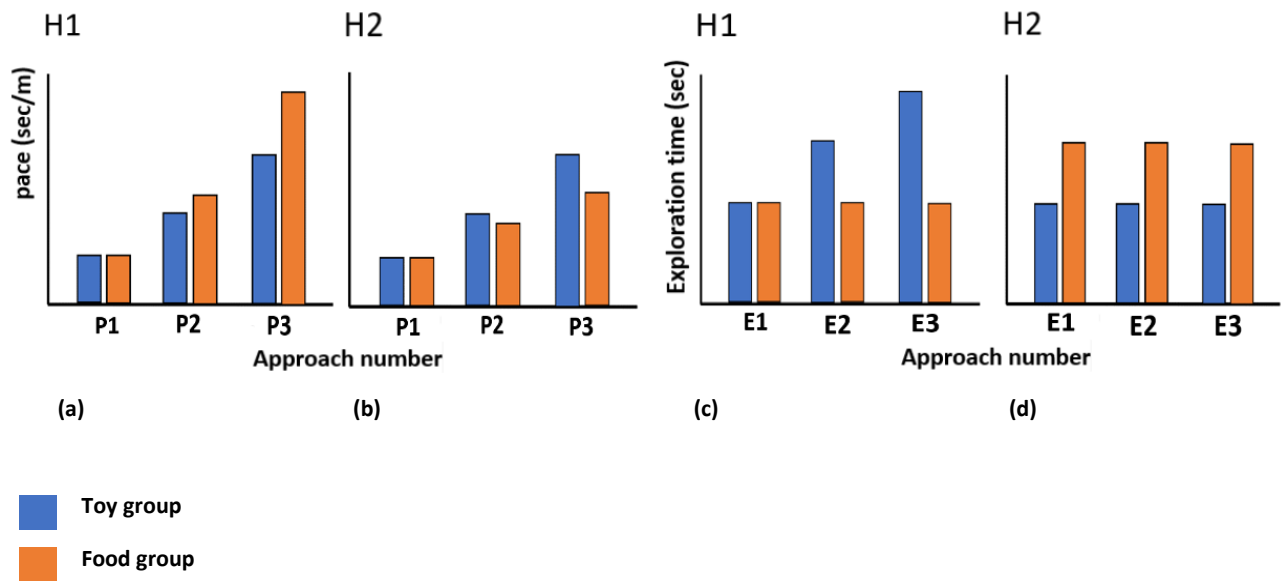 H1
H2
H1
H2
pace (sec/m)
P1 P2 P3
P1 P2 P3
Approach number
Exploration time (sec)
E1 E2 E3
E1 E2 E3
Approach number
(a)
(b)
(c)
(d)
Toy group
Food group